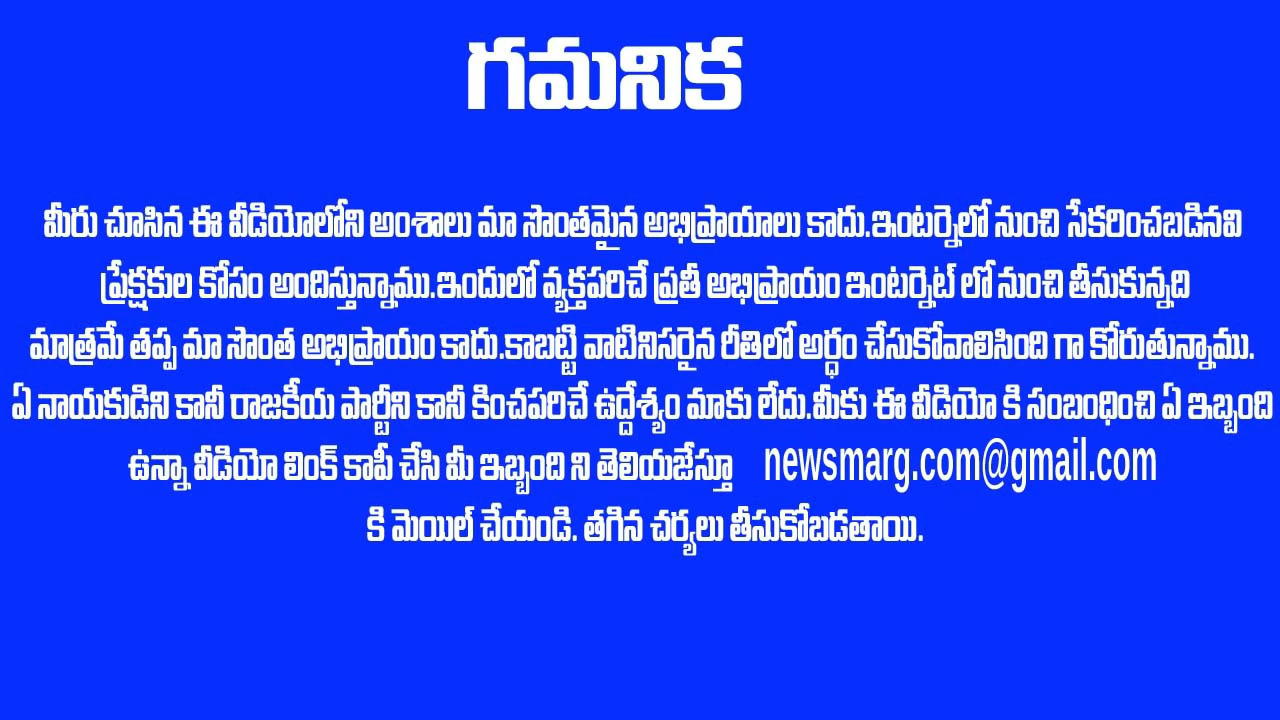 గమనిక
మీరు చూసిన ఈ వీడియోలోని అంశాలు మా సొంతమైన అభిప్రాయాలు కాదు.ఇంటర్నెలో నుంచి సేకరించబడినవి
ప్రేక్షకుల కోసం అందిస్తున్నాము.ఇందులో వ్యక్తపరిచే ప్రతీ అభిప్రాయం ఇంటర్నెట్ లో నుంచి తీసుకున్నది
మాత్రమే తప్ప మా సొంత అభిప్రాయం కాదు.కాబట్టి వాటినిసరైన రీతిలో అర్ధం చేసుకోవాలిసింది గా కోరుతున్నాము.
ఏ నాయకుడిని కానీ రాజకీయ పార్టీని కానీ కించపరిచే ఉద్దేశ్యం మాకు లేదు.మీకు ఈ వీడియో కి సంబంధించి ఏ ఇబ్బంది
ఉన్నా వీడియో లింక్ కాపీ చేసి మీ ఇబ్బంది ని తెలియజేస్తూ newsmarg.com@gmail.com
కి మెయిల్ చేయండి. తగిన చర్యలు తీసుకోబడతాయి.